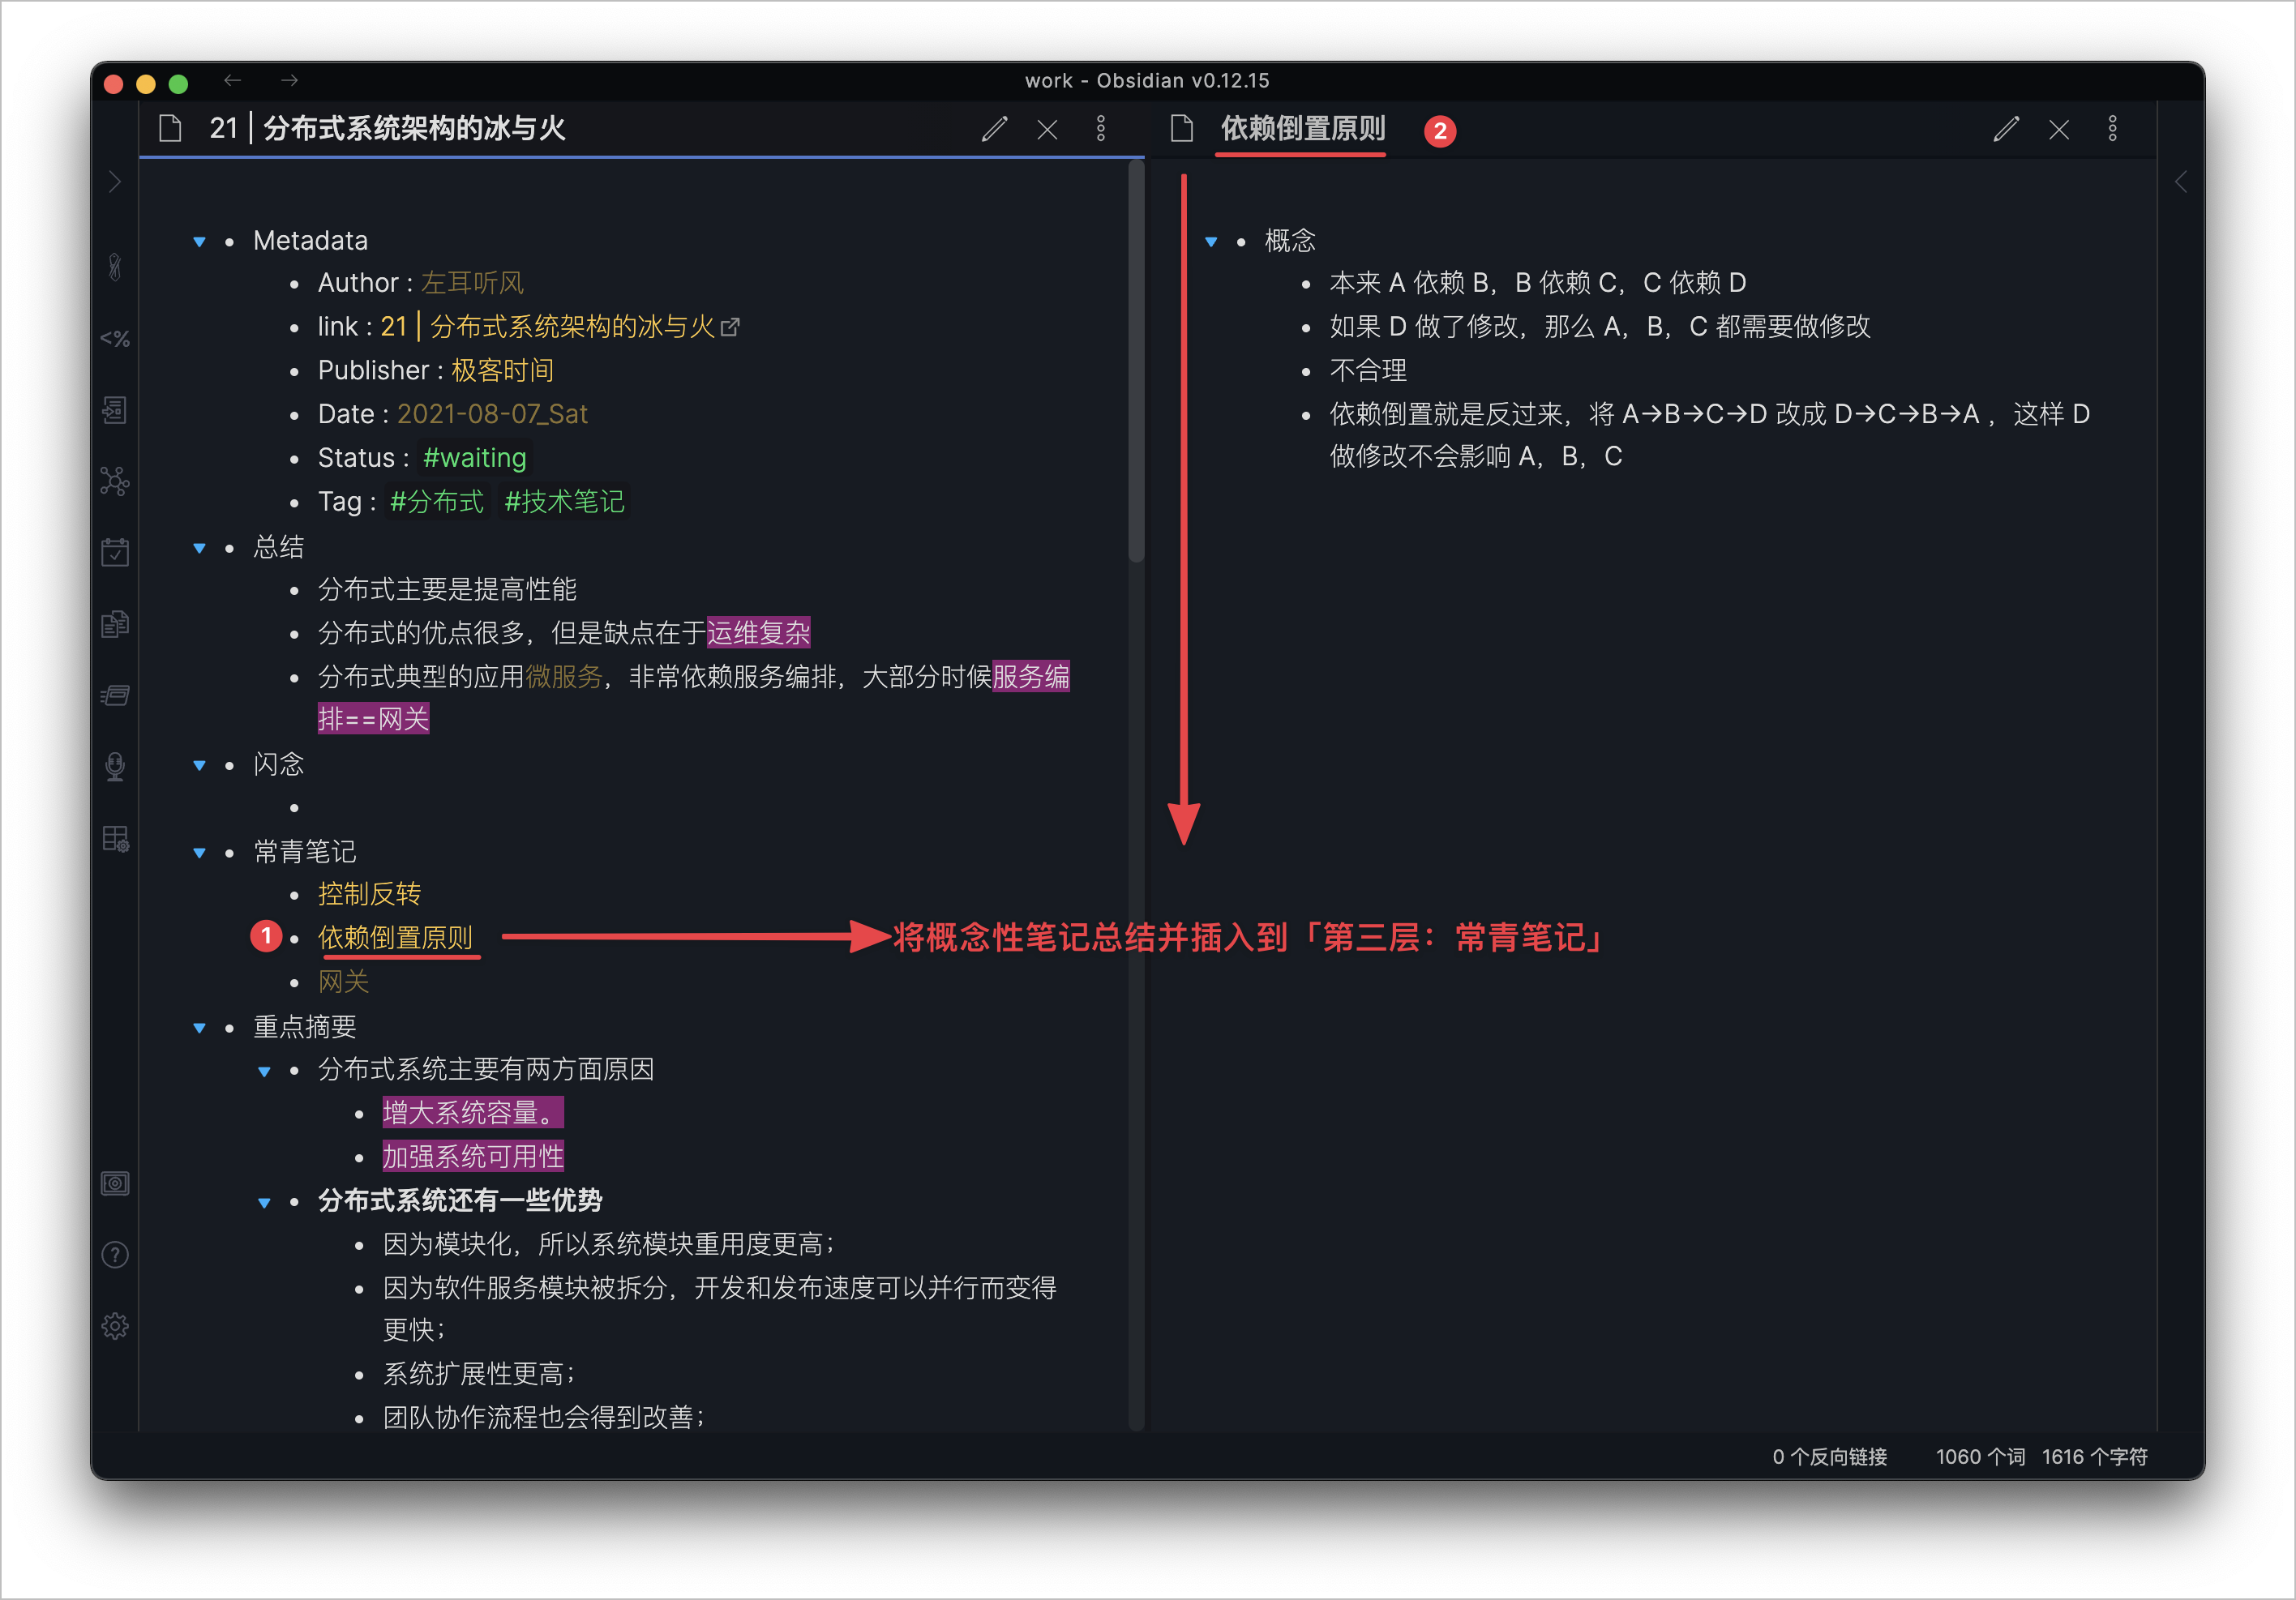 work - Obsidian v0.12.15
21 | 分布式系统架构的冰与火
Metadata
Author : 左耳听风
link : 21 | 分布式系统架构的冰与火
Publisher : 极客时间
Date : 2021-08-07_Sat
Status : #waiting
Tag : #分布式 #技术笔记
总结
分布式主要是提高性能
分布式的优点很多，但是缺点在于运维复杂
分布式典型的应用微服务，非常依赖服务编排，大部分时候服务编
排==网关
闪念
常青笔记
控制反转
1 依赖倒置原则
将概念性笔记总结并插入到「第三层：常青笔记」
网关
重点摘要
分布式系统主要有两方面原因
增大系统容量。
加强系统可用性
分布式系统还有一些优势
因为模块化，所以系统模块重用度更高；
因为软件服务模块被拆分，开发和发布速度可以并行而变得
更快；
系统扩展性更高；
团队协作流程也会得到改善；
依赖倒置原则 2
概念
本来 A 依赖 B，B 依赖 C，C 依赖 D
如果 D 做了修改，那么 A，B，C 都需要做修改
不合理
依赖倒置就是反过来，将 A→B→C→D 改成 D→C→B→A ，这样 D
做修改不会影响 A，B，C
0 个反向链接 1060 个词 1616 个字符
<%